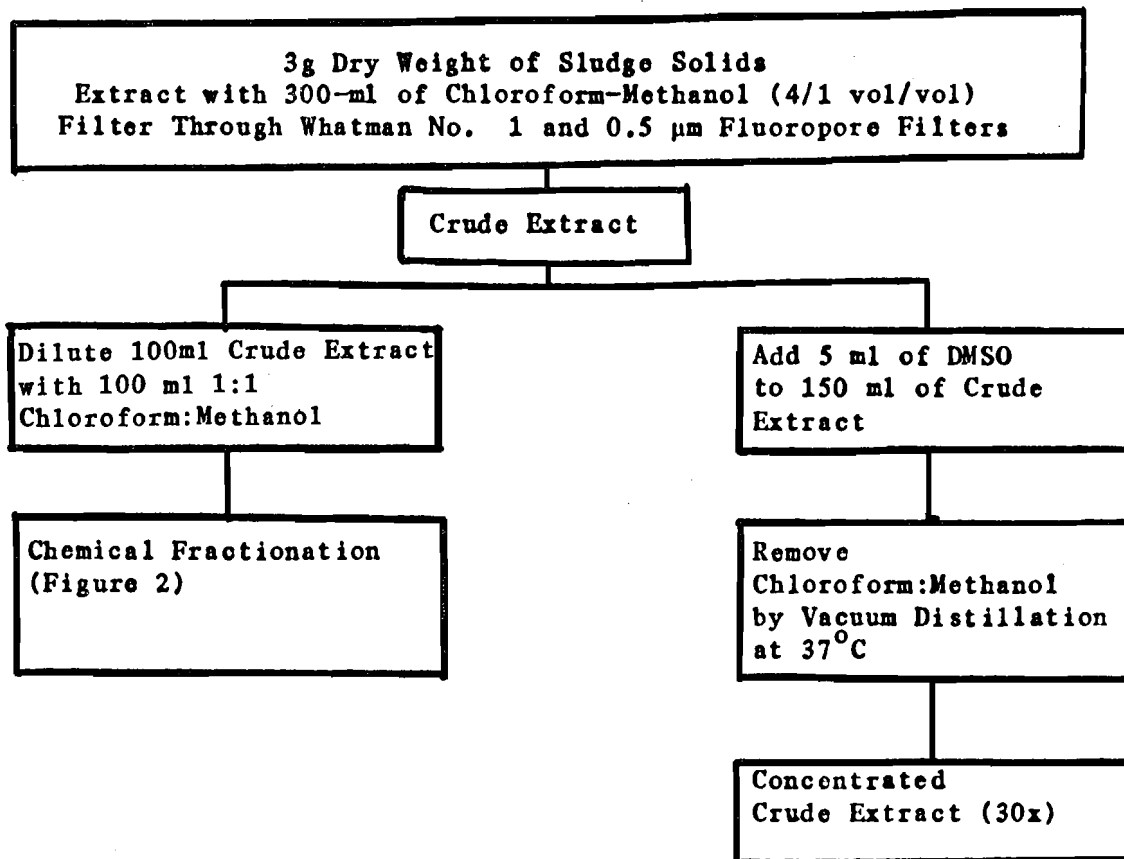 3g Dry Weight of Sludge Solids
Extract with 300-ml of Chloroform-Methanol (4/1 vol/vol)
Filter Through Whatman No. 1 and 0.5 μm Fluoropore Filters
Crude Extract
Dilute 100ml Crude Extract
with 100 ml 1:1
Chloroform:Methanol
Add 5 ml of DMSO
to 150 ml of Crude
Extract
Chemical Fractionation
(Figure 2)
Remove
Chloroform:Methanol
by Vacuum Distillation
at 37°C
Concentrated
Crude Extract (30x)